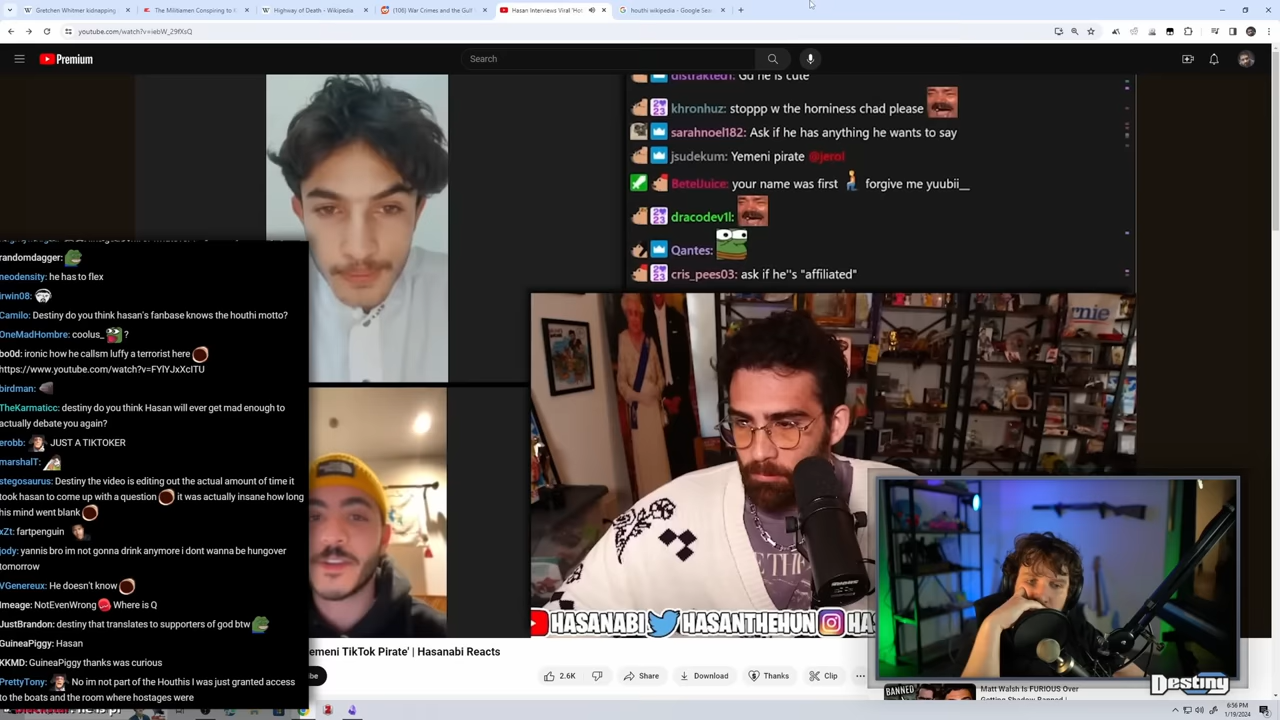 Gretchen Whitmer kidnapping
The Militiamen Conspiring to K
Highway of Death - Wikipedia
(108) War Crimes and the Gulf
Hasan Interviews Viral 'Hou
houthi wikipedia - Google Sea
youtube.com/watch?v=iebW_29fXsQ
Premium
Search
distrakted1: Gd he is cute
khronhuz: stoppp w the horniness chad please
sarahnoel182: Ask if he has anything he wants to say
jsudekum: Yemeni pirate @jerol
BetelJuice: your name was first forgive me yuubii__
dracodev1l:
Qantes:
cris_pees03: ask if he''s "affiliated"
randomdagger:
neodensity: he has to flex
irwin08:
Camilo: Destiny do you think hasan's fanbase knows the houthi motto?
OneMadHombre: coolus_ ?
bo0d: ironic how he callsm luffy a terrorist here
https://www.youtube.com/watch?v=FYlYJxXcITU
birdman:
TheKarmaticc: destiny do you think Hasan will ever get mad enough to
actually debate you again?
erobb: JUST A TIKTOKER
marshalT:
stegosaurus: Destiny the video is editing out the actual amount of time it
took hasan to come up with a question it was actually insane how long
his mind went blank
xZt: fartpenguin
jody: yannis bro im not gonna drink anymore i dont wanna be hungover
tomorrow
VGenereux: He doesn't know
Imeage: NotEvenWrong Where is Q
JustBrandon: destiny that translates to supporters of god btw
GuineaPiggy: Hasan
KKMD: GuineaPiggy thanks was curious
PrettyTony: No im not part of the Houthis I was just granted access
to the boats and the room where hostages were
HASANABI HASANTHEHUN HAS
emeni TikTok Pirate' | Hasanabi Reacts
be
2.6K
Share
Download
Thanks
Clip
BANNED
Matt Walsh Is FURIOUS Over
Destiny
6:56 PM
1/19/2024